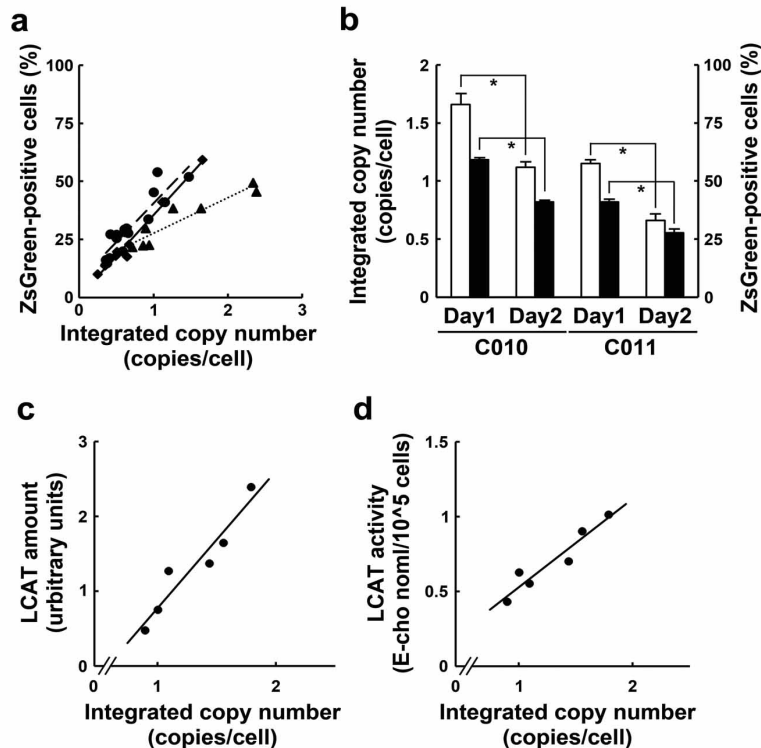 a
ZsGreen-positive cells (%)
100
75
50
25
0
0 1 2 3
Integrated copy number
(copies/cell)
b
Integrated copy number
(copies/cell)
2
1.5
1
0.5
0
*
*
*
*
100
75
50
25
0
ZsGreen-positive cells (%)
Day1 Day2 Day1 Day2
C010 C011
c
LCAT amount
(urbitrary units)
3
2
1
0
0 1 2
Integrated copy number
(copies/cell)
d
LCAT activity
(E-cho noml/10^5 cells)
1.5
1
0.5
0
0 1 2
Integrated copy number
(copies/cell)